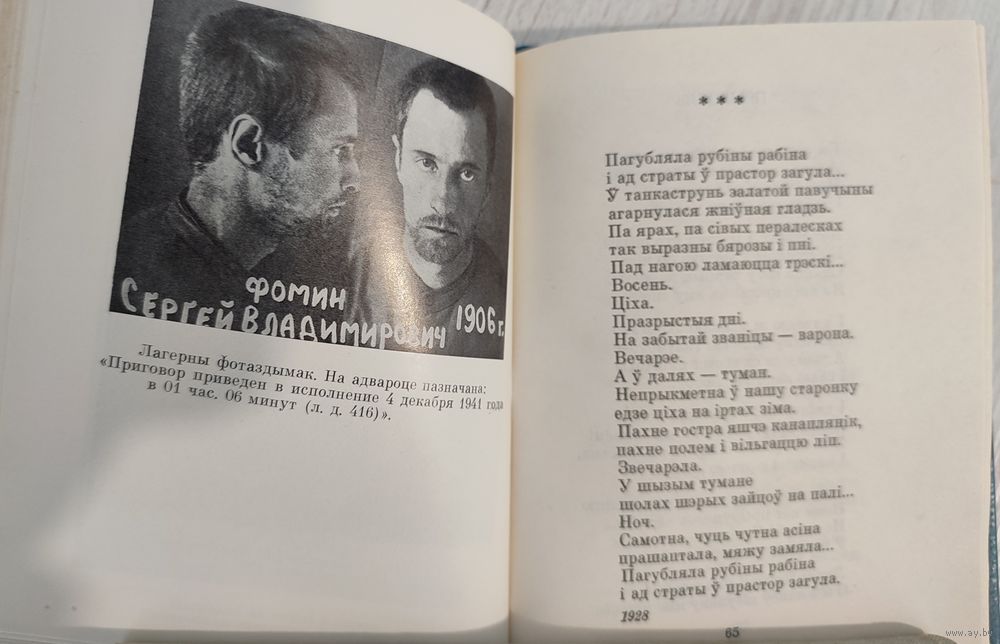 ФОМИН
СЕРГЕЙ ВЛАДИМИРОВИЧ 1906 г.
Лагерны фотаздымак. На адвароце пазначана:
«Приговор приведен в исполнение 4 декабря 1941 года
в 01 час. 06 минут (л. д. 416)».
* * *
Пагубляла рубіны рабіна
і ад страты ў прастор загула...
Ў танкаструнь залатой павучыны
агарнулася жніўная гладзь.
Па ярах, па сівых пералесках
так выразны бярозы і пні.
Пад нагою ламаюцца трэскі...
Восень.
Ціха.
Празрыстыя дні.
На забытай званіцы — варона.
Вечарэе.
А ў далях — туман.
Непрыкметна ў нашу старонку
едзе ціха на іртах зіма.
Пахне гостра яшчэ канаплянік,
пахне полем і вільгаццю ліп.
Звечарэла.
У шызым тумане
шолах шэрых зайцоў на палі...
Ноч.
Самотна, чуць чутна асіна
прашаптала, мяжу замяла...
Пагубляла рубіны рабіна
і ад страты ў прастор загула.
1928
65
www.ay.by